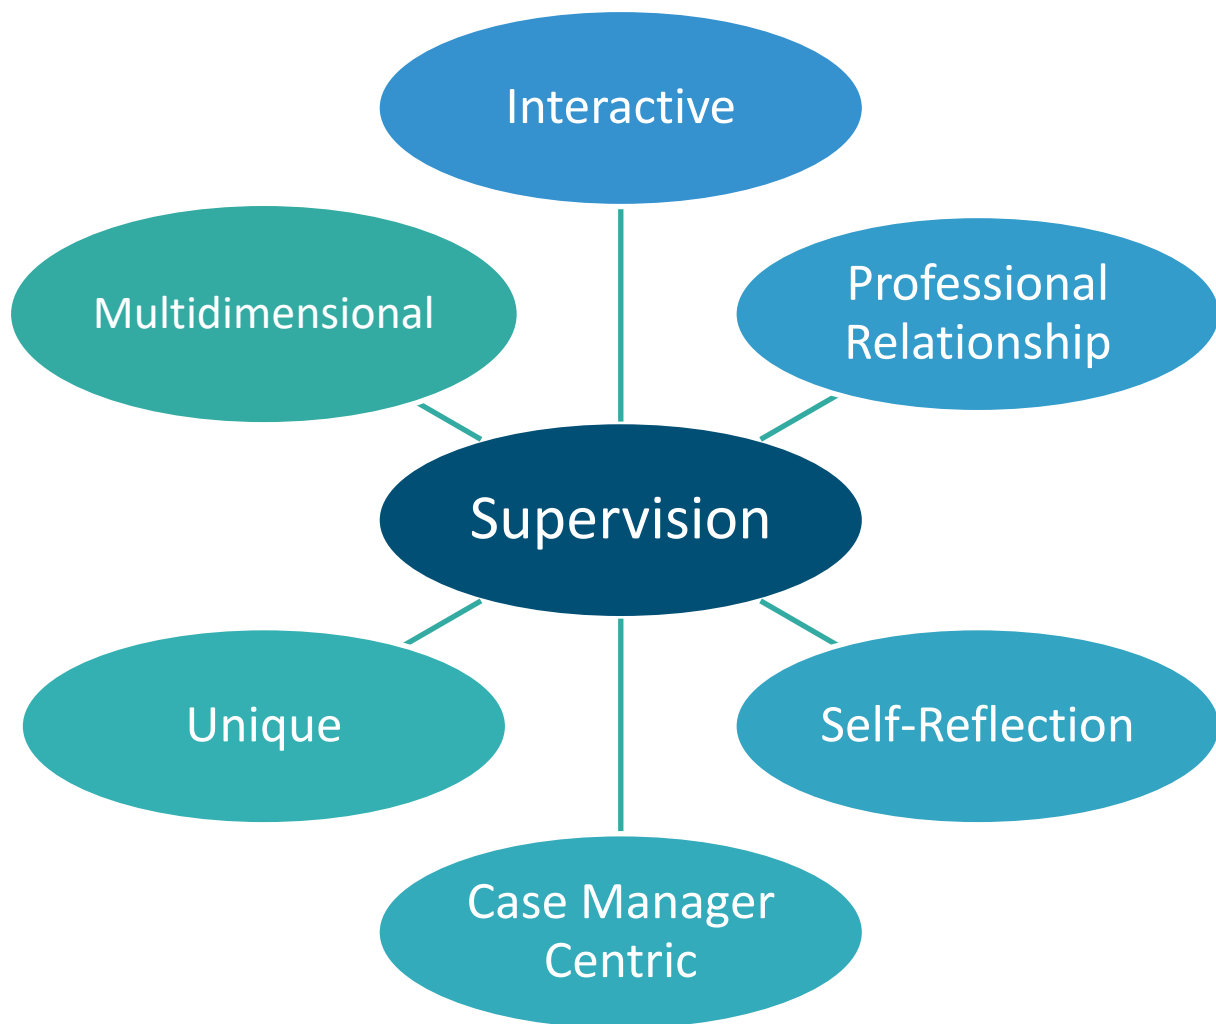 Interactive
Multidimensional
Professional
Relationship
Supervision
Unique
Self-Reflection
Case Manager
Centric